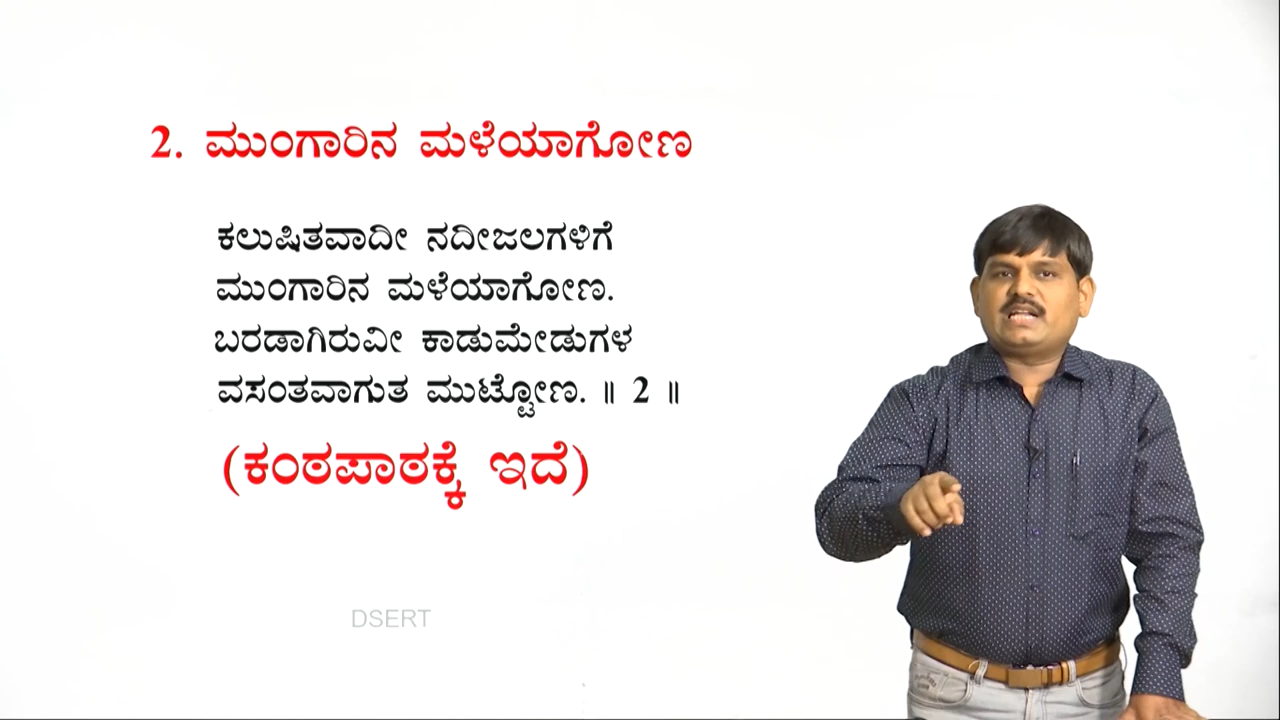 2. ಮುಂಗಾರಿನ ಮಳೆಯಾಗೋಣ
ಕಲುಷಿತವಾದೀ ನದೀಜಲಗಳಿಗೆ
ಮುಂಗಾರಿನ ಮಳೆಯಾಗೋಣ.
ಬರಡಾಗಿರುವೀ ಕಾಡುಮೇಡುಗಳ
ವಸಂತವಾಗುತ ಮುಟ್ಟೋಣ. ॥ 2 ॥
(ಕಂಠಪಾಠಕ್ಕೆ ಇದೆ)
DSERT